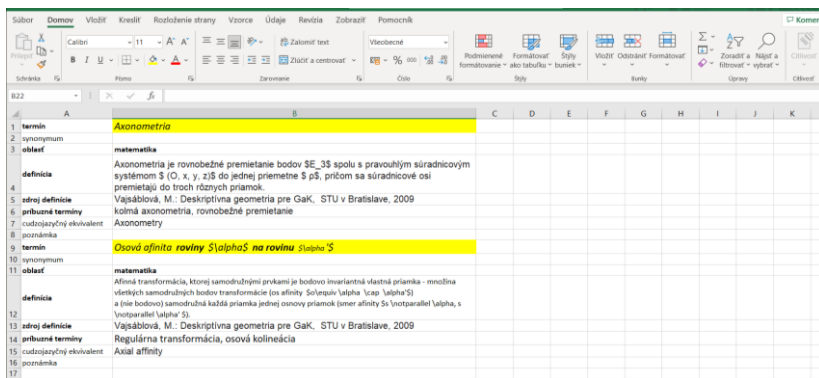 Súbor Domov Vložiť Kresliť Rozloženie strany Vzorce Údaje Revízia Zobraziť Pomocník Komen
Calibri 11 A A Zalomiť text Všeobecné
Prilepiť B I U A Zlúčiť a centrovať % 000 Podmienené formátovanie Formátovať ako tabuľku Štýly buniek Vložiť Odstrániť Formátovať Zoradiť a filtrovať Nájsť a vybrať Citlivosť
Schránka Písmo Zarovnanie Číslo Štýly Bunky Úpravy Citlivosť
B22 fx
A B C D E F G H I J K
1 termín Axonometria
2 synonymum
3 oblasť matematika
4 definícia Axonometria je rovnobežné premietanie bodov $E_3$ spolu s pravouhlým súradnicovým
systémom $ (O, x, y, z)$ do jednej priemetne $ p$, pričom sa súradnicové osi
premietajú do troch rôznych priamok.
5 zdroj definície Vajsáblová, M.: Deskriptívna geometria pre GaK, STU v Bratislave, 2009
6 príbuzné termíny kolmá axonometria, rovnobežné premietanie
7 cudzojazyčný ekvivalent Axonometry
8 poznámka
9 termín Osová afinita roviny $\alpha$ na rovinu $\alpha'$
10 synonymum
11 oblasť matematika
12 definícia Afinná transformácia, ktorej samodružnými prvkami je bodovo invariantná vlastná priamka - množina
všetkých samodružných bodov transformácie (os afinity $o\equiv \alpha \cap \alpha'$)
a (nie bodovo) samodružná každá priamka jednej osnovy priamok (smer afinity $s \notparallel \alpha, s
\notparallel \alpha' $).
13 zdroj definície Vajsáblová, M.: Deskriptívna geometria pre GaK, STU v Bratislave, 2009
14 príbuzné termíny Regulárna transformácia, osová kolineácia
15 cudzojazyčný ekvivalent Axial affinity
16 poznámka
17